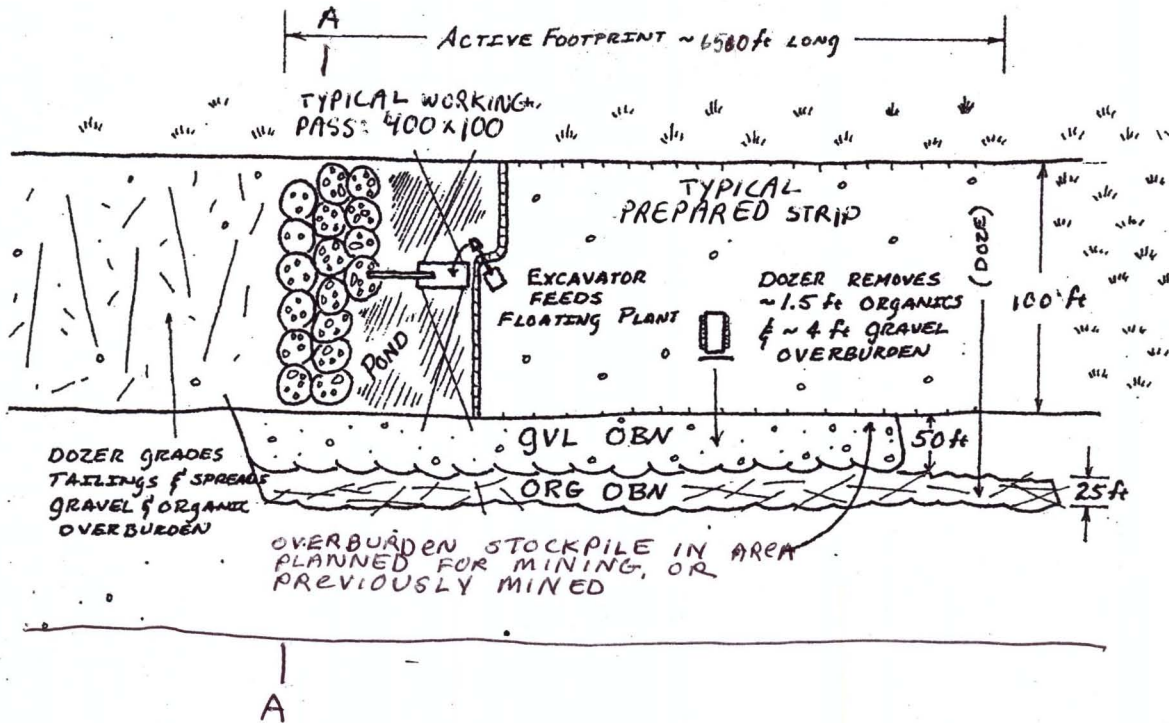 A
ACTIVE FOOTPRINT ~ ft LONG
TYPICAL WORKING
PASS: 400 x 100
TYPICAL
PREPARED STRIP
(DOZE)
100 ft
EXCAVATOR
FEEDS
FLOATING PLANT
DOZER REMOVES
~1.5 ft ORGANICS
& ~ 4 ft GRAVEL
OVERBURDEN
POND
GVL OBN
50 ft
ORG OBN
25 ft
DOZER GRADES
TAILINGS & SPREADS
GRAVEL & ORGANIC
OVERBURDEN
OVERBURDEN STOCKPILE IN AREA
PLANNED FOR MINING, OR
PREVIOUSLY MINED
A